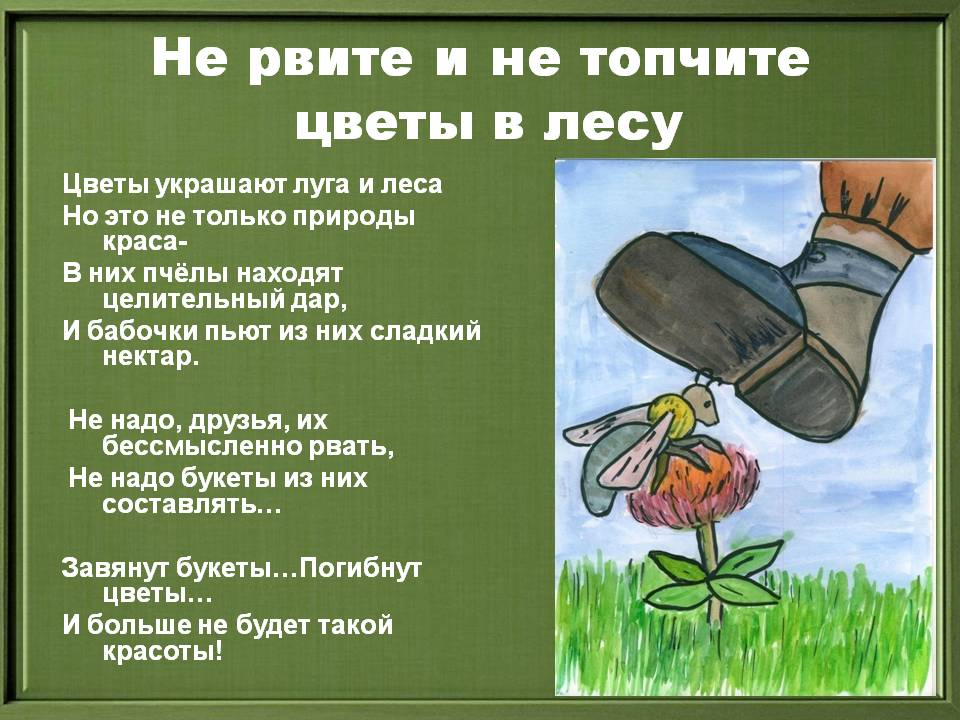 Не рвите и не топчите
цветы в лесу
Цветы украшают луга и леса
Но это не только природы
краса-
В них пчёлы находят
целительный дар,
И бабочки пьют из них сладкий
нектар.
Не надо, друзья, их
бессмысленно рвать,
Не надо букеты из них
составлять…
Завянут букеты…Погибнут
цветы…
И больше не будет такой
красоты!